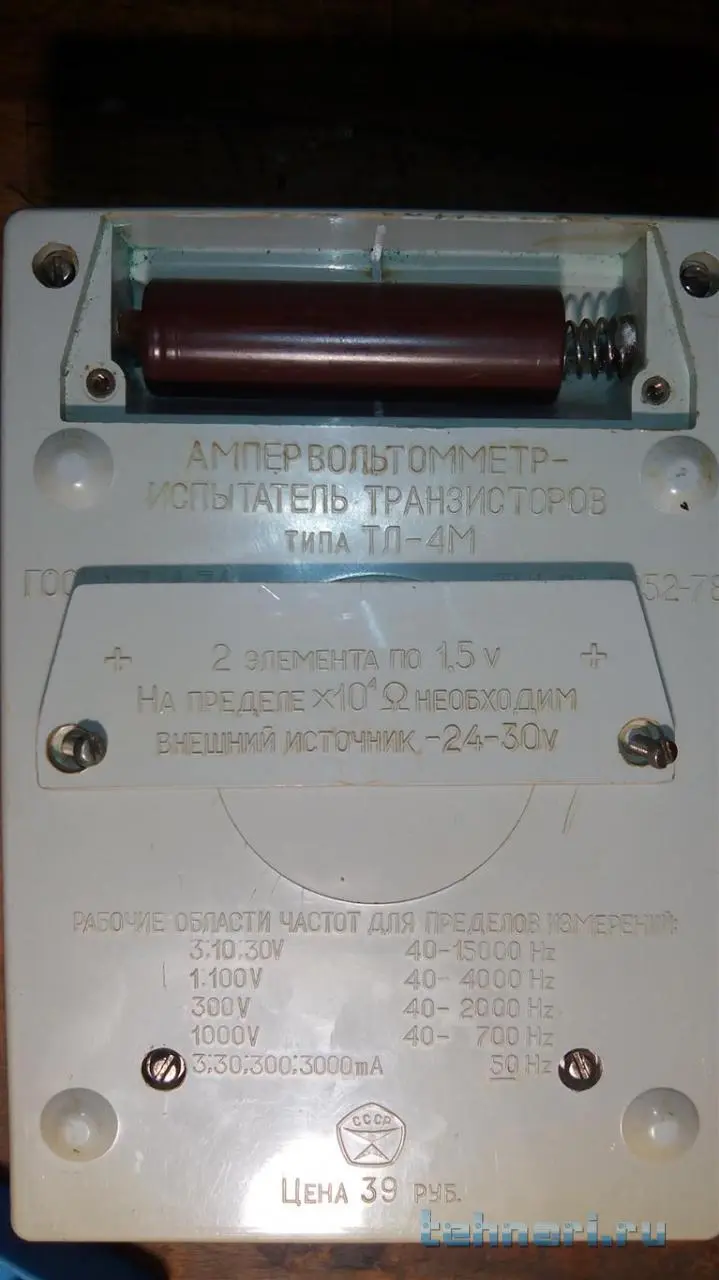 АМПЕРВОЛЬТОММЕТР-
ИСПЫТАТЕЛЬ ТРАНЗИСТОРОВ
ТИПА ТЛ-4М
52-78
+ 2 ЭЛЕМЕНТА ПО 1,5 V +
НА ПРЕДЕЛЕ ×10⁴ Ω НЕОБХОДИМ
ВНЕШНИЙ ИСТОЧНИК -24-30V
РАБОЧИЕ ОБЛАСТИ ЧАСТОТ ДЛЯ ПРЕДЕЛОВ ИЗМЕРЕНИЙ:
3;10;30V 40-15000 Hz
1;100V 40- 4000 Hz
300V 40- 2000 Hz
1000V 40- 700 Hz
3;30;300;3000mA 50 Hz
СССР
ЦЕНА 39 РУБ.
tehnari.ru